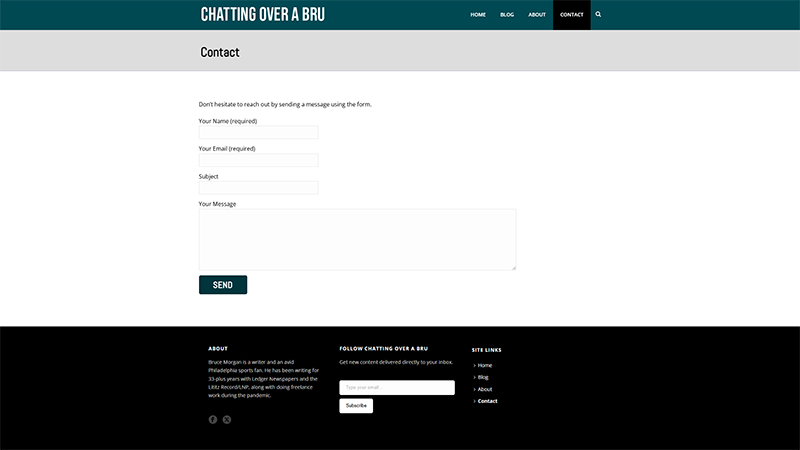 CHATTING OVER A BRU
HOME BLOG ABOUT CONTACT
Contact
Don't hesitate to reach out by sending a message using the form.
Your Name (required)
Your Email (required)
Subject
Your Message
SEND
ABOUT
Bruce Morgan is a writer and an avid
Philadelphia sports fan. He has been writing for
33-plus years with Ledger Newspapers and the
Lititz Record/LNP, along with doing freelance
work during the pandemic.
FOLLOW CHATTING OVER A BRU
Get new content delivered directly to your inbox.
Type your email…
Subscribe
SITE LINKS
Home
Blog
About
Contact